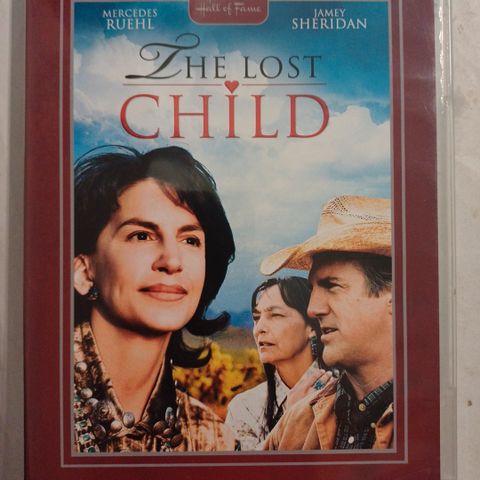 Hall of Fame
MERCEDES
RUEHL
JAMEY
SHERIDAN
THE LOST
CHILD